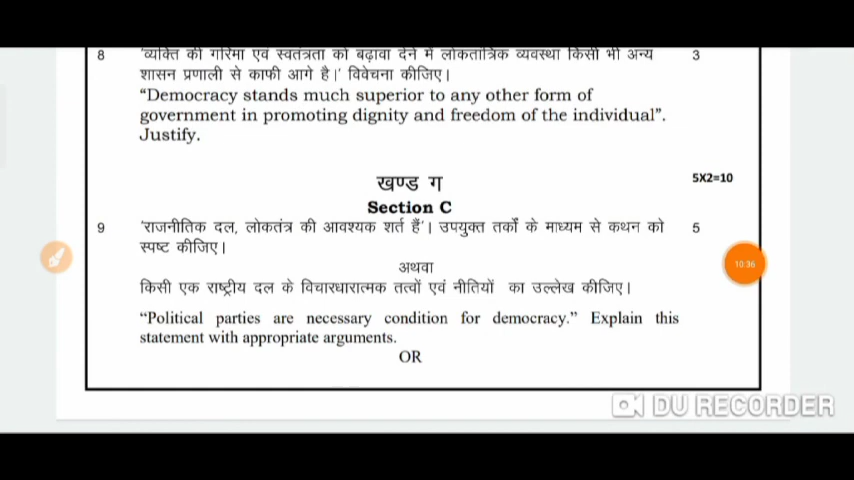 8 'व्यक्ति की गरिमा एवं स्वतंत्रता को बढ़ावा देने में लोकतांत्रिक व्यवस्था किसी भी अन्य 3
शासन प्रणाली से काफी आगे है।' विवेचना कीजिए।
“Democracy stands much superior to any other form of
government in promoting dignity and freedom of the individual”.
Justify.
खण्ड ग 5X2=10
Section C
9 'राजनीतिक दल, लोकतंत्र की आवश्यक शर्त हैं'। उपयुक्त तर्कों के माध्यम से कथन को 5
स्पष्ट कीजिए।
अथवा
किसी एक राष्ट्रीय दल के विचारधारात्मक तत्वों एवं नीतियों का उल्लेख कीजिए।
“Political parties are necessary condition for democracy.” Explain this
statement with appropriate arguments.
OR
10:36
DU RECORDER